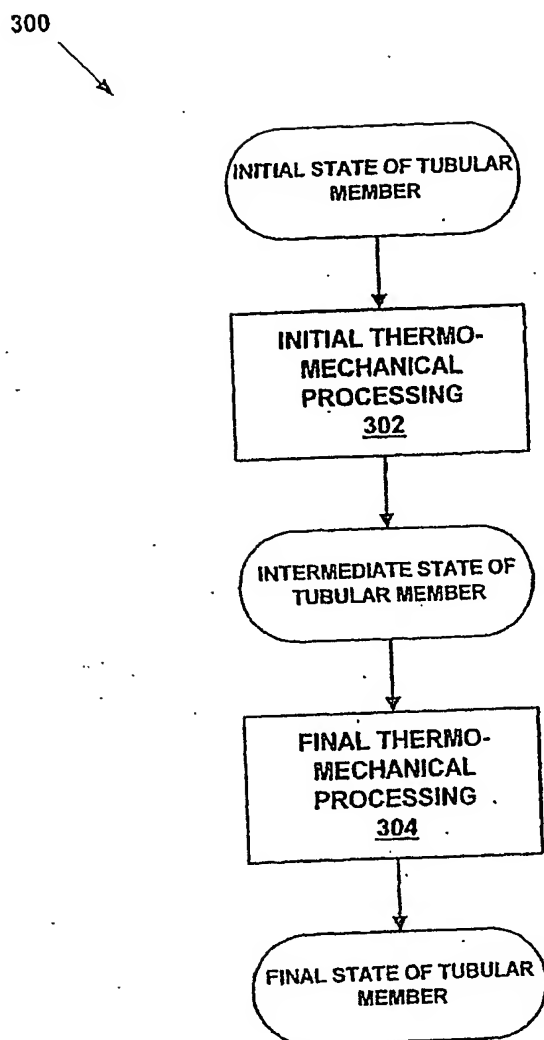 300
INITIAL STATE OF TUBULAR
MEMBER
INITIAL THERMO-
MECHANICAL
PROCESSING
302
INTERMEDIATE STATE OF
TUBULAR MEMBER
FINAL THERMO-
MECHANICAL
PROCESSING
304
FINAL STATE OF TUBULAR
MEMBER